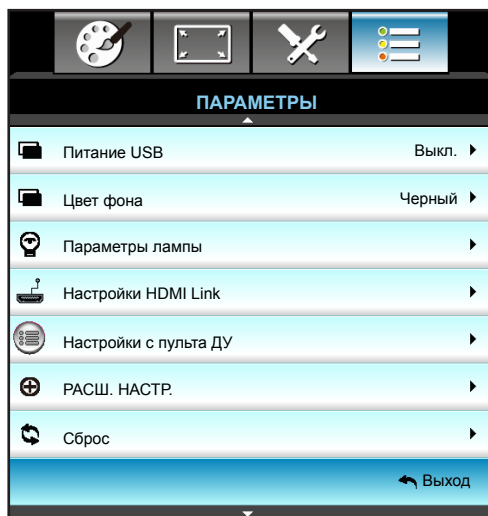 ПАРАМЕТРЫ
Питание USB Выкл.
Цвет фона Черный
Параметры лампы
Настройки HDMI Link
Настройки с пульта ДУ
РАСШ. НАСТР.
Сброс
Выход